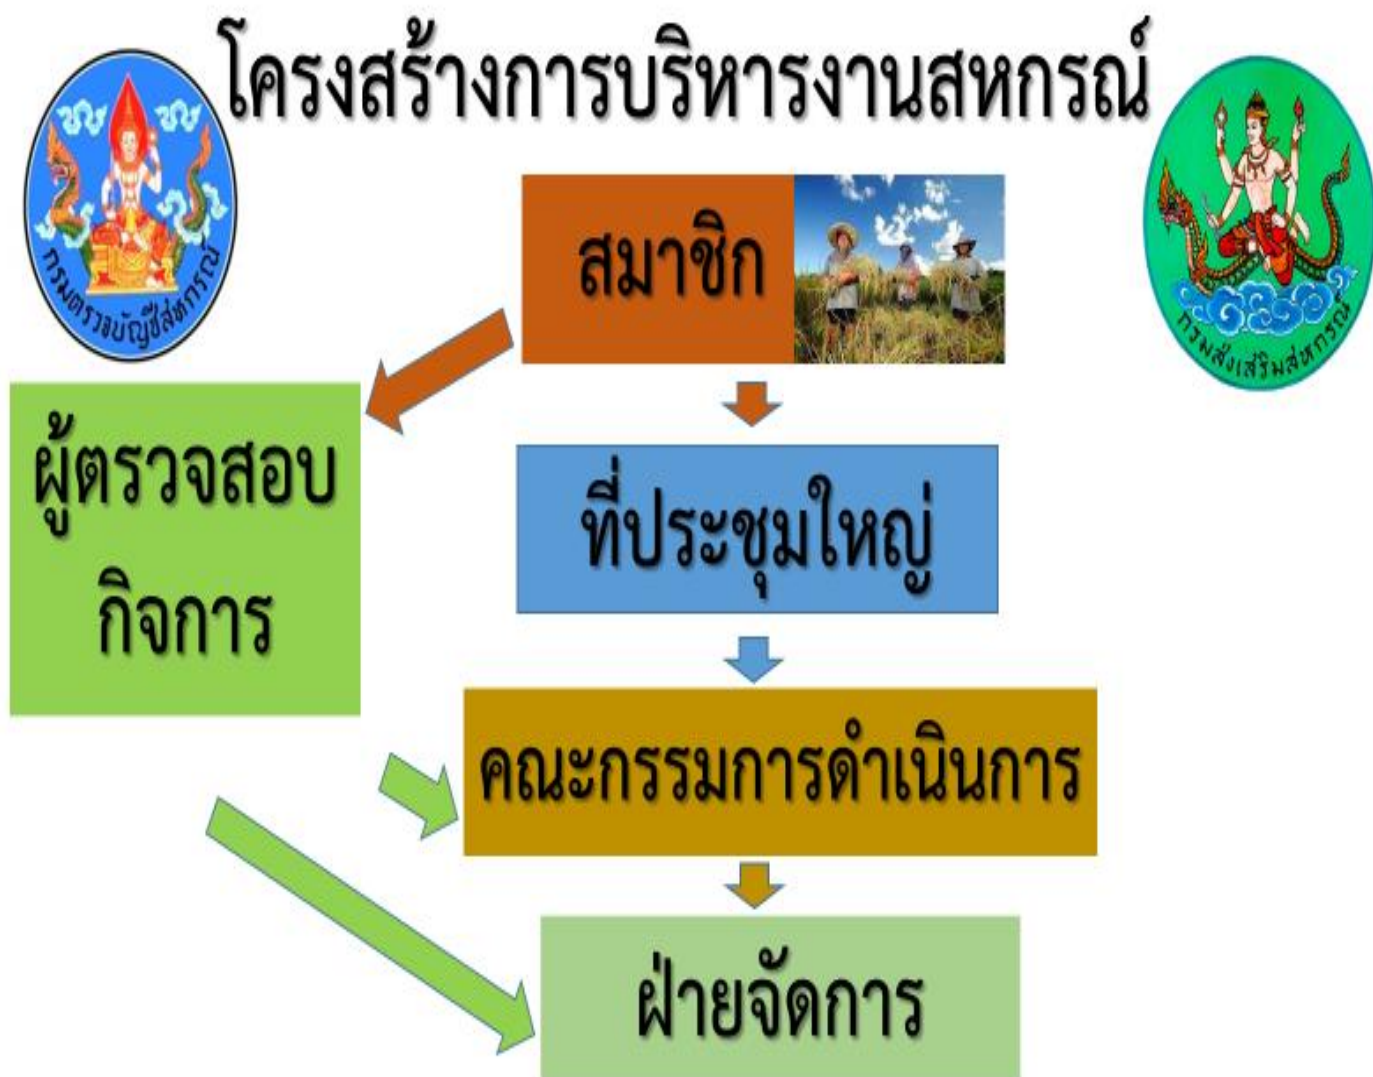 โครงสร้างการบริหารงานสหกรณ์
กรมตรวจบัญชีสหกรณ์
กรมส่งเสริมสหกรณ์
สมาชิก
ผู้ตรวจสอบ
กิจการ
ที่ประชุมใหญ่
คณะกรรมการดำเนินการ
ฝ่ายจัดการ